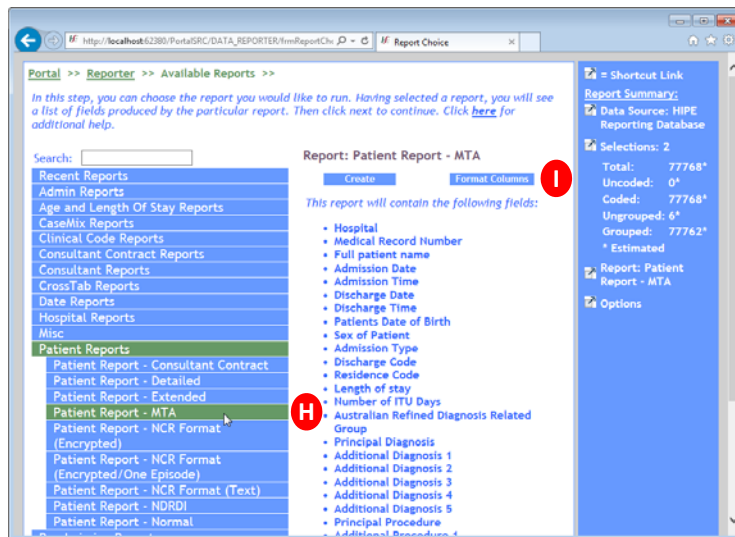 http://localhost:62380/PortalSRC/DATA_REPORTER/frmReportCh
Report Choice
Portal >> Reporter >> Available Reports >>
In this step, you can choose the report you would like to run. Having selected a report, you will see
a list of fields produced by the particular report. Then click next to continue. Click here for
additional help.
Search:
Recent Reports
Admin Reports
Age and Length Of Stay Reports
CaseMix Reports
Clinical Code Reports
Consultant Contract Reports
Consultant Reports
CrossTab Reports
Date Reports
Hospital Reports
Misc
Patient Reports
Patient Report - Consultant Contract
Patient Report - Detailed
Patient Report - Extended
Patient Report - MTA
Patient Report - NCR Format
(Encrypted)
Patient Report - NCR Format
(Encrypted/One Episode)
Patient Report - NCR Format (Text)
Patient Report - NDRDI
Patient Report - Normal
H
Report: Patient Report - MTA
Create
Format Columns
I
This report will contain the following fields:
• Hospital
• Medical Record Number
• Full patient name
• Admission Date
• Admission Time
• Discharge Date
• Discharge Time
• Patients Date of Birth
• Sex of Patient
• Admission Type
• Discharge Code
• Residence Code
• Length of stay
• Number of ITU Days
• Australian Refined Diagnosis Related
Group
• Principal Diagnosis
• Additional Diagnosis 1
• Additional Diagnosis 2
• Additional Diagnosis 3
• Additional Diagnosis 4
• Additional Diagnosis 5
• Principal Procedure
• Additional Procedure 1
= Shortcut Link
Report Summary:
Data Source: HIPE
Reporting Database
Selections: 2
Total: 77768*
Uncoded: 0*
Coded: 77768*
Ungrouped: 6*
Grouped: 77762*
* Estimated
Report: Patient
Report - MTA
Options